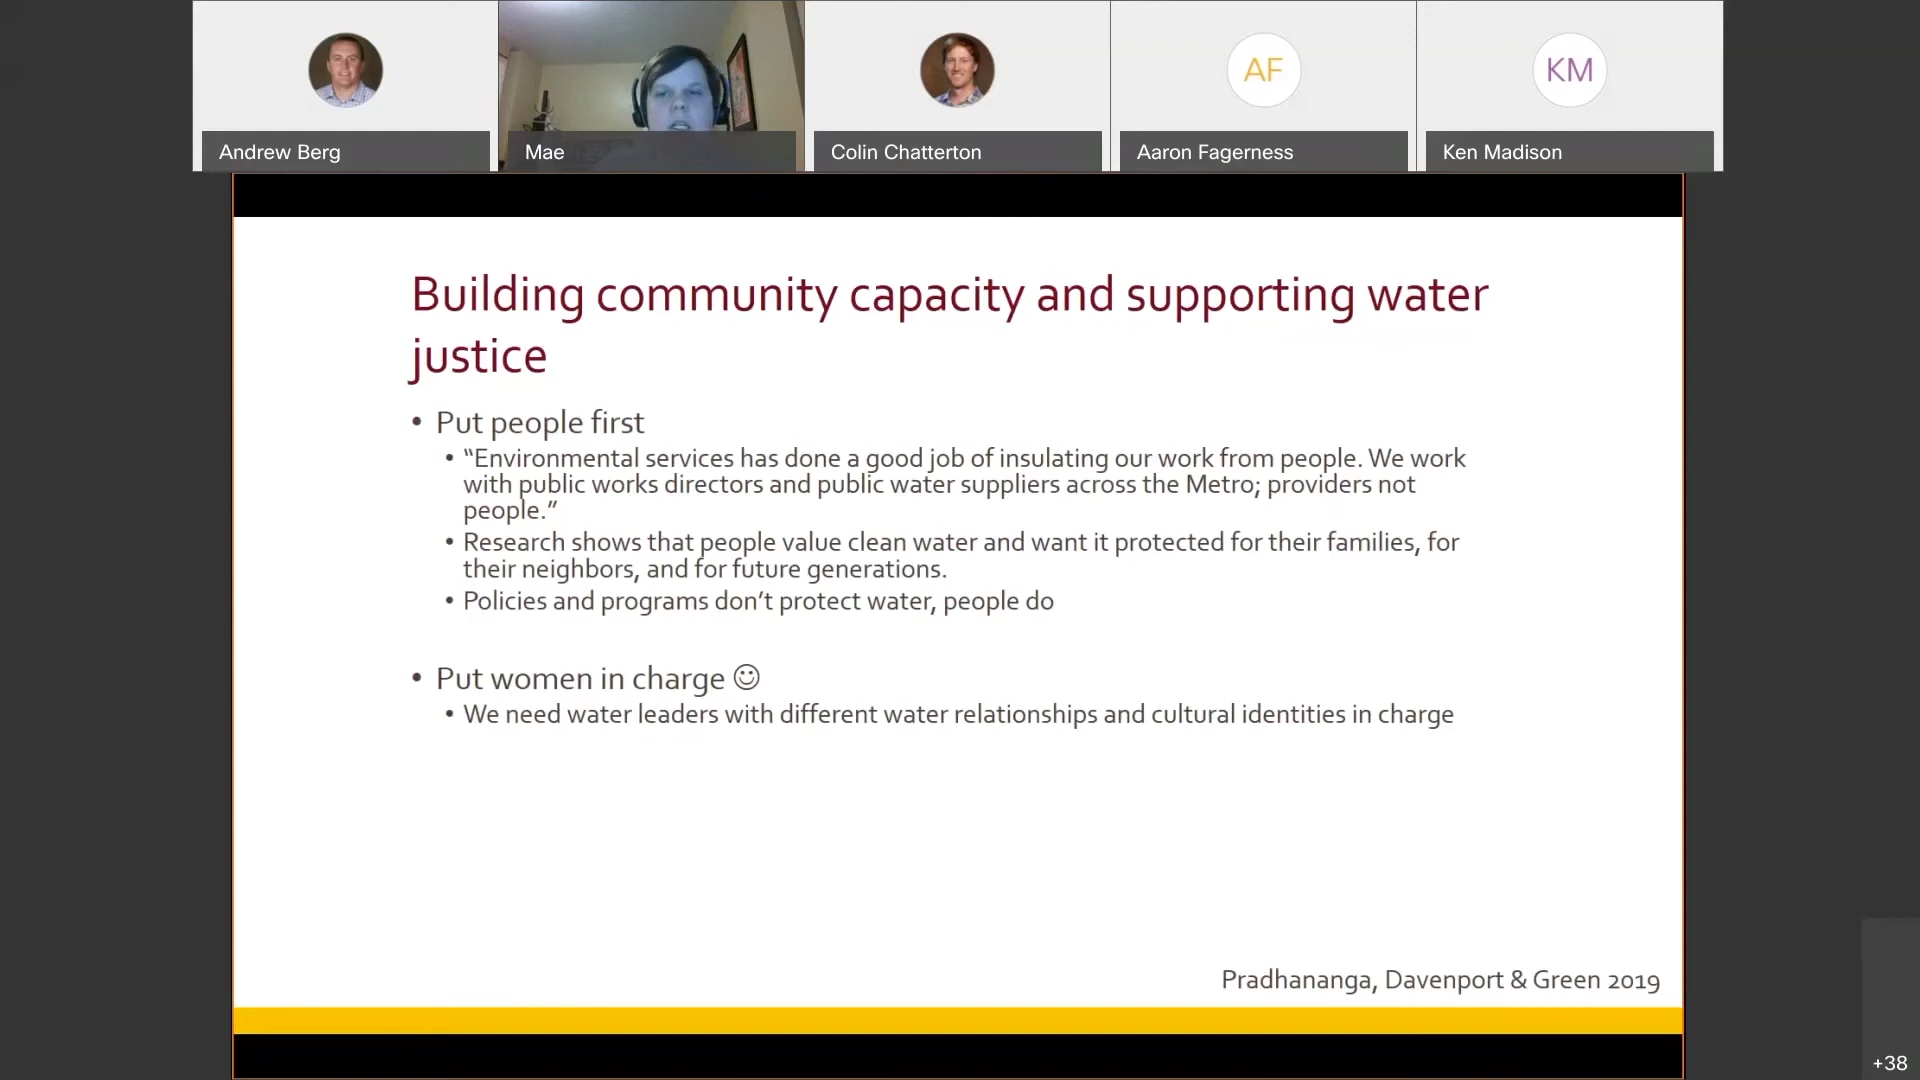 Andrew Berg
Mae
Colin Chatterton
AF
Aaron Fagerness
KM
Ken Madison
Building community capacity and supporting water
justice
• Put people first
• “Environmental services has done a good job of insulating our work from people. We work
with public works directors and public water suppliers across the Metro; providers not
people.”
• Research shows that people value clean water and want it protected for their families, for
their neighbors, and for future generations.
• Policies and programs don’t protect water, people do
• Put women in charge ☺
• We need water leaders with different water relationships and cultural identities in charge
Pradhananga, Davenport & Green 2019
+38